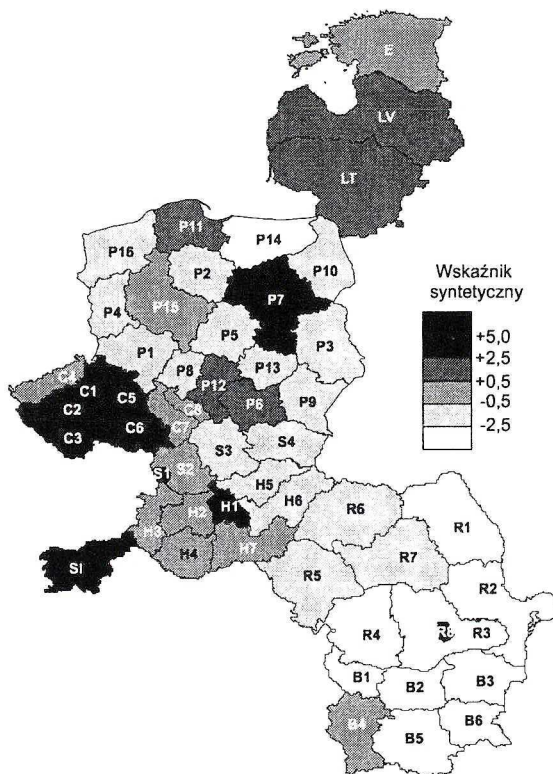 E
LV
LT
P11
P14
P16
P2
P10
P7
P15
P4
P5
P3
P1
P8
P13
P12
P6
P9
C4
C1
C5
C2
C8
C7
C6
C3
S3
S4
S1
S2
H5
H6
H1
H2
H3
H4
H7
SI
R6
R1
R7
R5
R2
R4
R8
R3
B1
B2
B3
B4
B5
B6
Wskaźnik
syntetyczny
+5,0
+2,5
+0,5
-0,5
-2,5